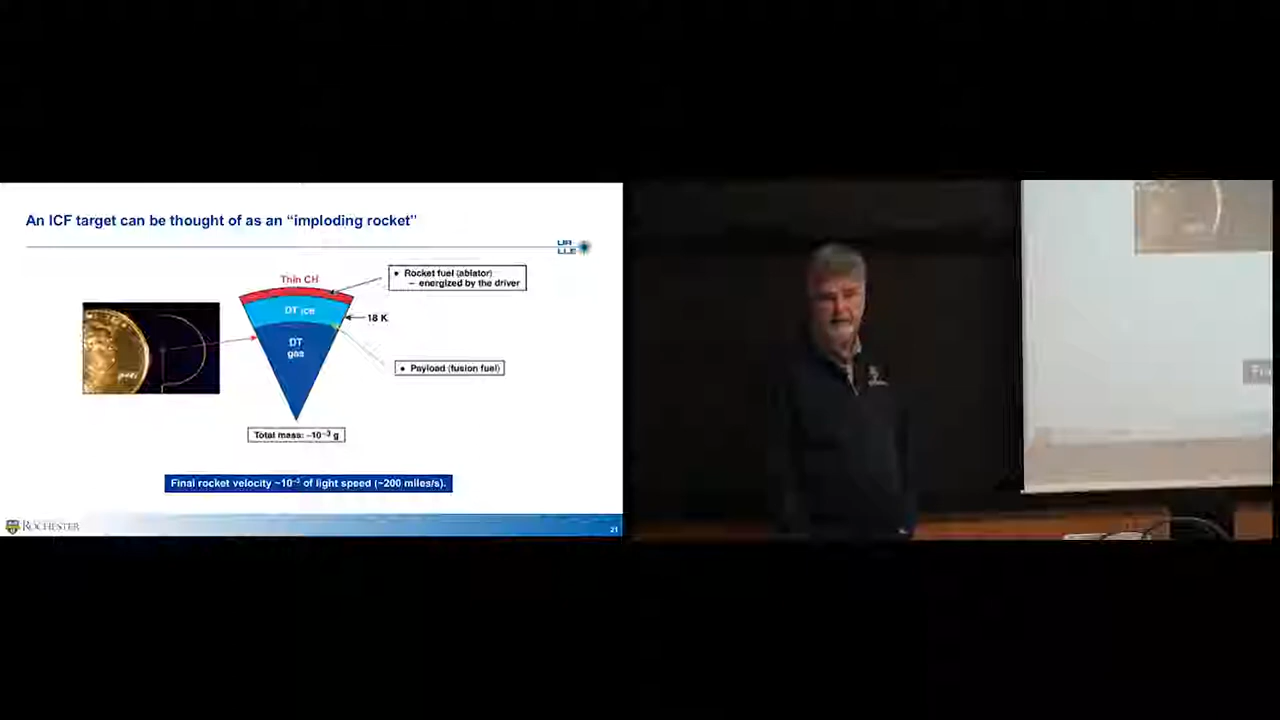 An ICF target can be thought of as an “imploding rocket”
UR
LLE
Thin CH
• Rocket fuel (ablator)
– energized by the driver
DT ice
18 K
DT
gas
• Payload (fusion fuel)
Total mass: ~10⁻³ g
Final rocket velocity ~10⁻³ of light speed (~200 miles/s).
ROCHESTER
21